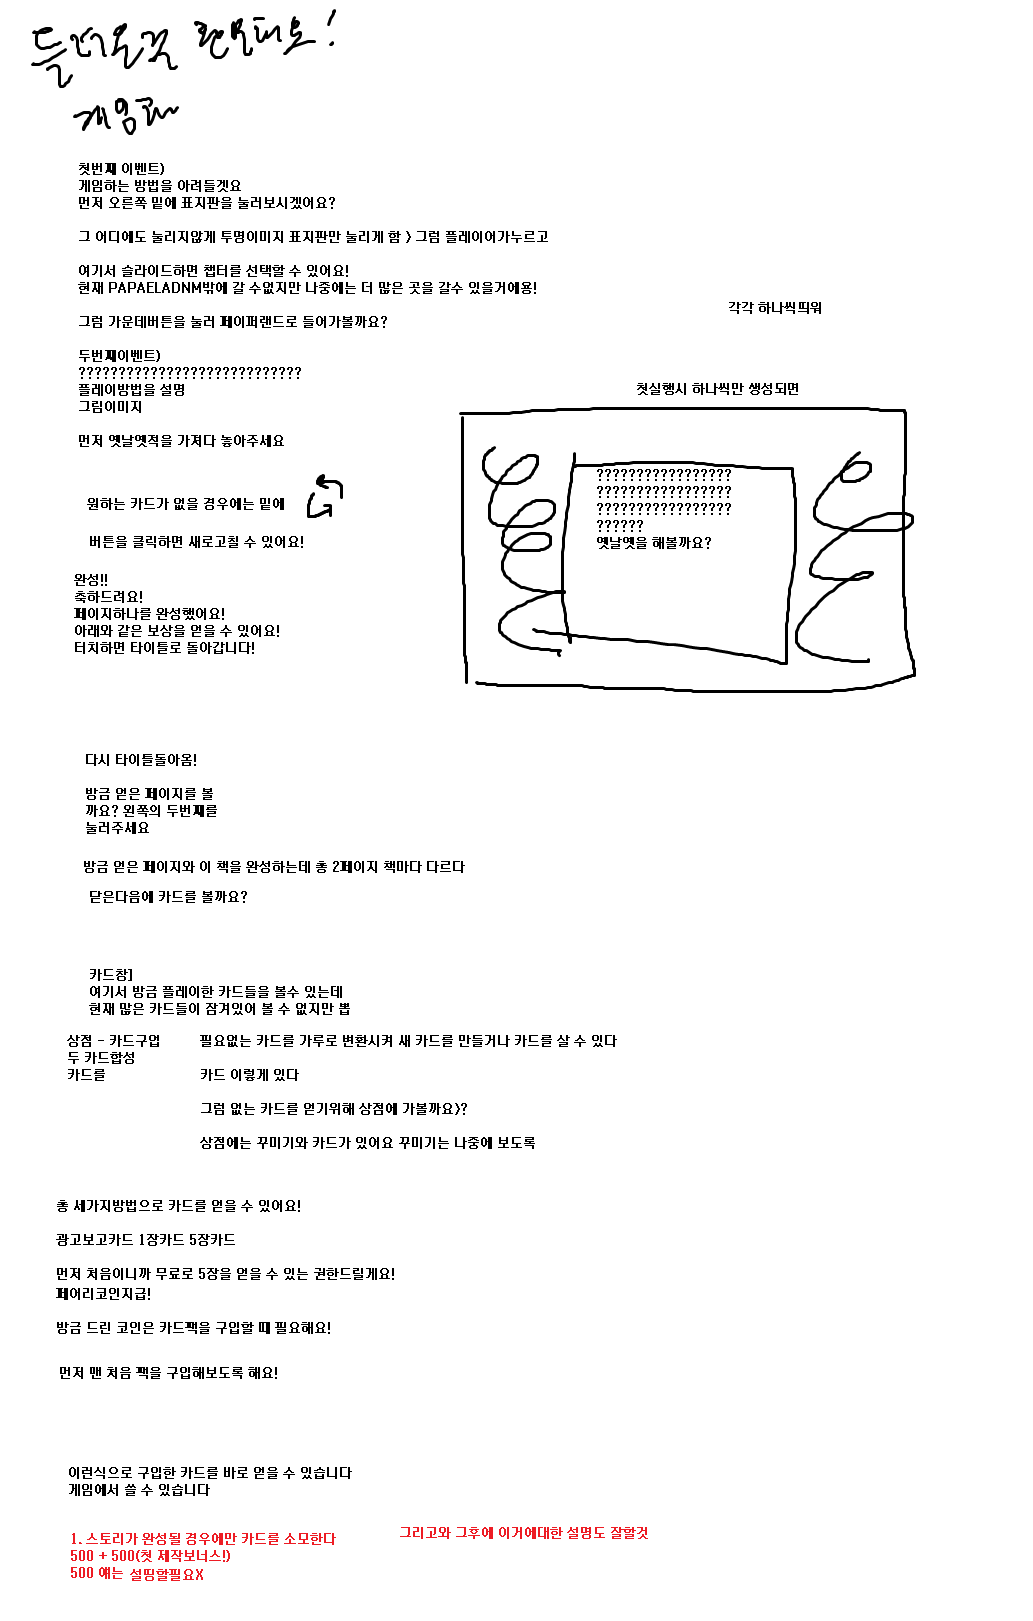 첫번째 이벤트)
게임하는 방법을 아려들겟요
먼저 오른쪽 밑에 표지판을 눌러보시겠어요?
그 어디에도 눌리지않게 투명이미지 표지판만 눌리게 함 > 그럼 플레이어가누르고
여기서 슬라이드하면 챕터를 선택할 수 있어요!
현재 PAPAELADNM밖에 갈 수없지만 나중에는 더 많은 곳을 갈수 있을거에용!
각각 하나씩띄워
그럼 가운데버튼을 눌러 페이퍼랜드로 들어가볼까요?
두번째이벤트)
????????????????????????????
플레이방법을 설명
그림이미지
먼저 옛날옛적을 가져다 놓아주세요
첫실행시 하나씩만 생성되면
?????????????????
?????????????????
?????????????????
??????
옛날옛을 해볼까요?
원하는 카드가 없을 경우에는 밑에
버튼을 클릭하면 새로고칠 수 있어요!
완성!!
축하드려요!
페이지하나를 완성했어요!
아래와 같은 보상을 얻을 수 있어요!
터치하면 타이틀로 돌아갑니다!
다시 타이틀돌아옴!
방금 얻은 페이지를 볼
까요? 왼쪽의 두번째를
눌러주세요
방금 얻은 페이지와 이 책을 완성하는데 총 2페이지 책마다 다르다
닫은다음에 카드를 볼까요?
카드창]
여기서 방금 플레이한 카드들을 볼수 있는데
현재 많은 카드들이 잠겨있어 볼 수 없지만 뽑
상점 - 카드구업
두 카드합성
카드를
필요없는 카드를 가루로 변환시켜 새 카드를 만들거나 카드를 살 수 있다
카드 이렇게 있다
그럼 없는 카드를 얻기위해 상점에 가볼까요>?
상점에는 꾸미기와 카드가 있어요 꾸미기는 나중에 보도록
총 세가지방법으로 카드를 얻을 수 있어요!
광고보고카드 1장카드 5장카드
먼저 처음이니까 무료로 5장을 얻을 수 있는 권한드릴게요!
페어리코인지급!
방금 드린 코인은 카드팩을 구입할 때 필요해요!
먼저 맨 처음 팩을 구입해보도록 해요!
이런식으로 구입한 카드를 바로 얻을 수 있습니다
게임에서 쓸 수 있습니다
1. 스토리가 완성될 경우에만 카드를 소모한다
500 + 500(첫 제작보너스!)
500 얘는 설띵할필요X
그리고와 그후에 이거에대한 설명도 잘할것